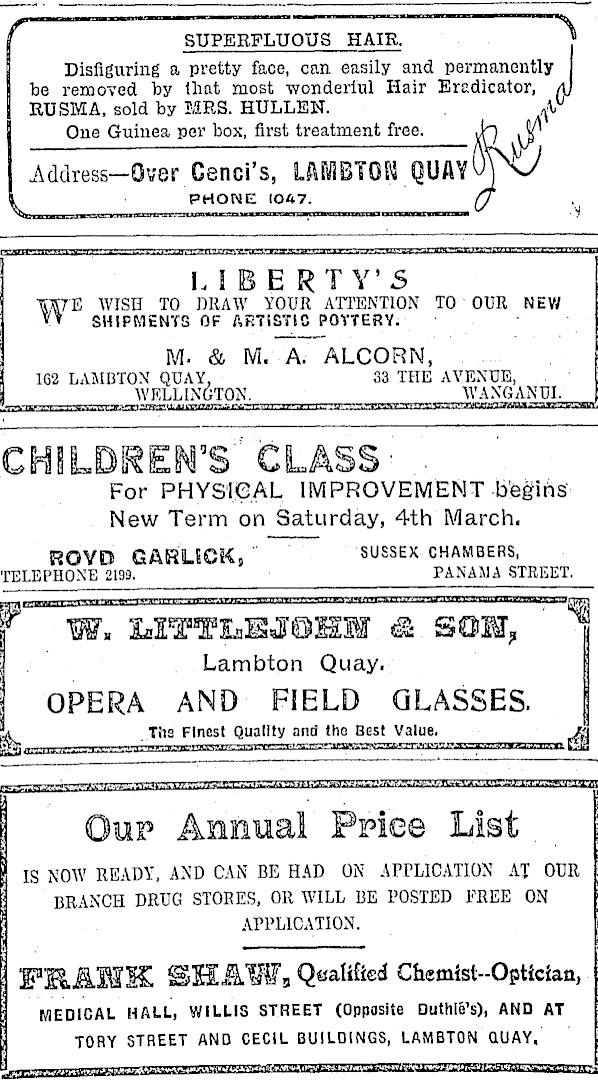 SUPERFLUOUS HAIR.
Disfiguring a pretty face, can easily and permanently
be removed by that most wonderful Hair Eradicator,
RUSMA, sold by MRS. HULLEN.
One Guinea per box, first treatment free.
Address—Over Cenci's, LAMBTON QUAY
PHONE 1047.
Rusma
LIBERTY'S
WE WISH TO DRAW YOUR ATTENTION TO OUR NEW
SHIPMENTS OF ARTISTIC POTTERY.
M. & M. A. ALCORN,
162 LAMBTON QUAY, 33 THE AVENUE,
WELLINGTON. WANGANUI.
CHILDREN'S CLASS
For PHYSICAL IMPROVEMENT begins
New Term on Saturday, 4th March.
ROYD GARLICK, SUSSEX CHAMBERS,
TELEPHONE 2199. PANAMA STREET.
W. LITTLEJOHN & SON,
Lambton Quay.
OPERA AND FIELD GLASSES.
The Finest Quality and the Best Value.
Our Annual Price List
IS NOW READY, AND CAN BE HAD ON APPLICATION AT OUR
BRANCH DRUG STORES, OR WILL BE POSTED FREE ON
APPLICATION.
FRANK SHAW, Qualified Chemist--Optician,
MEDICAL HALL, WILLIS STREET (Opposite Duthie's), AND AT
TORY STREET AND CECIL BUILDINGS, LAMBTON QUAY.